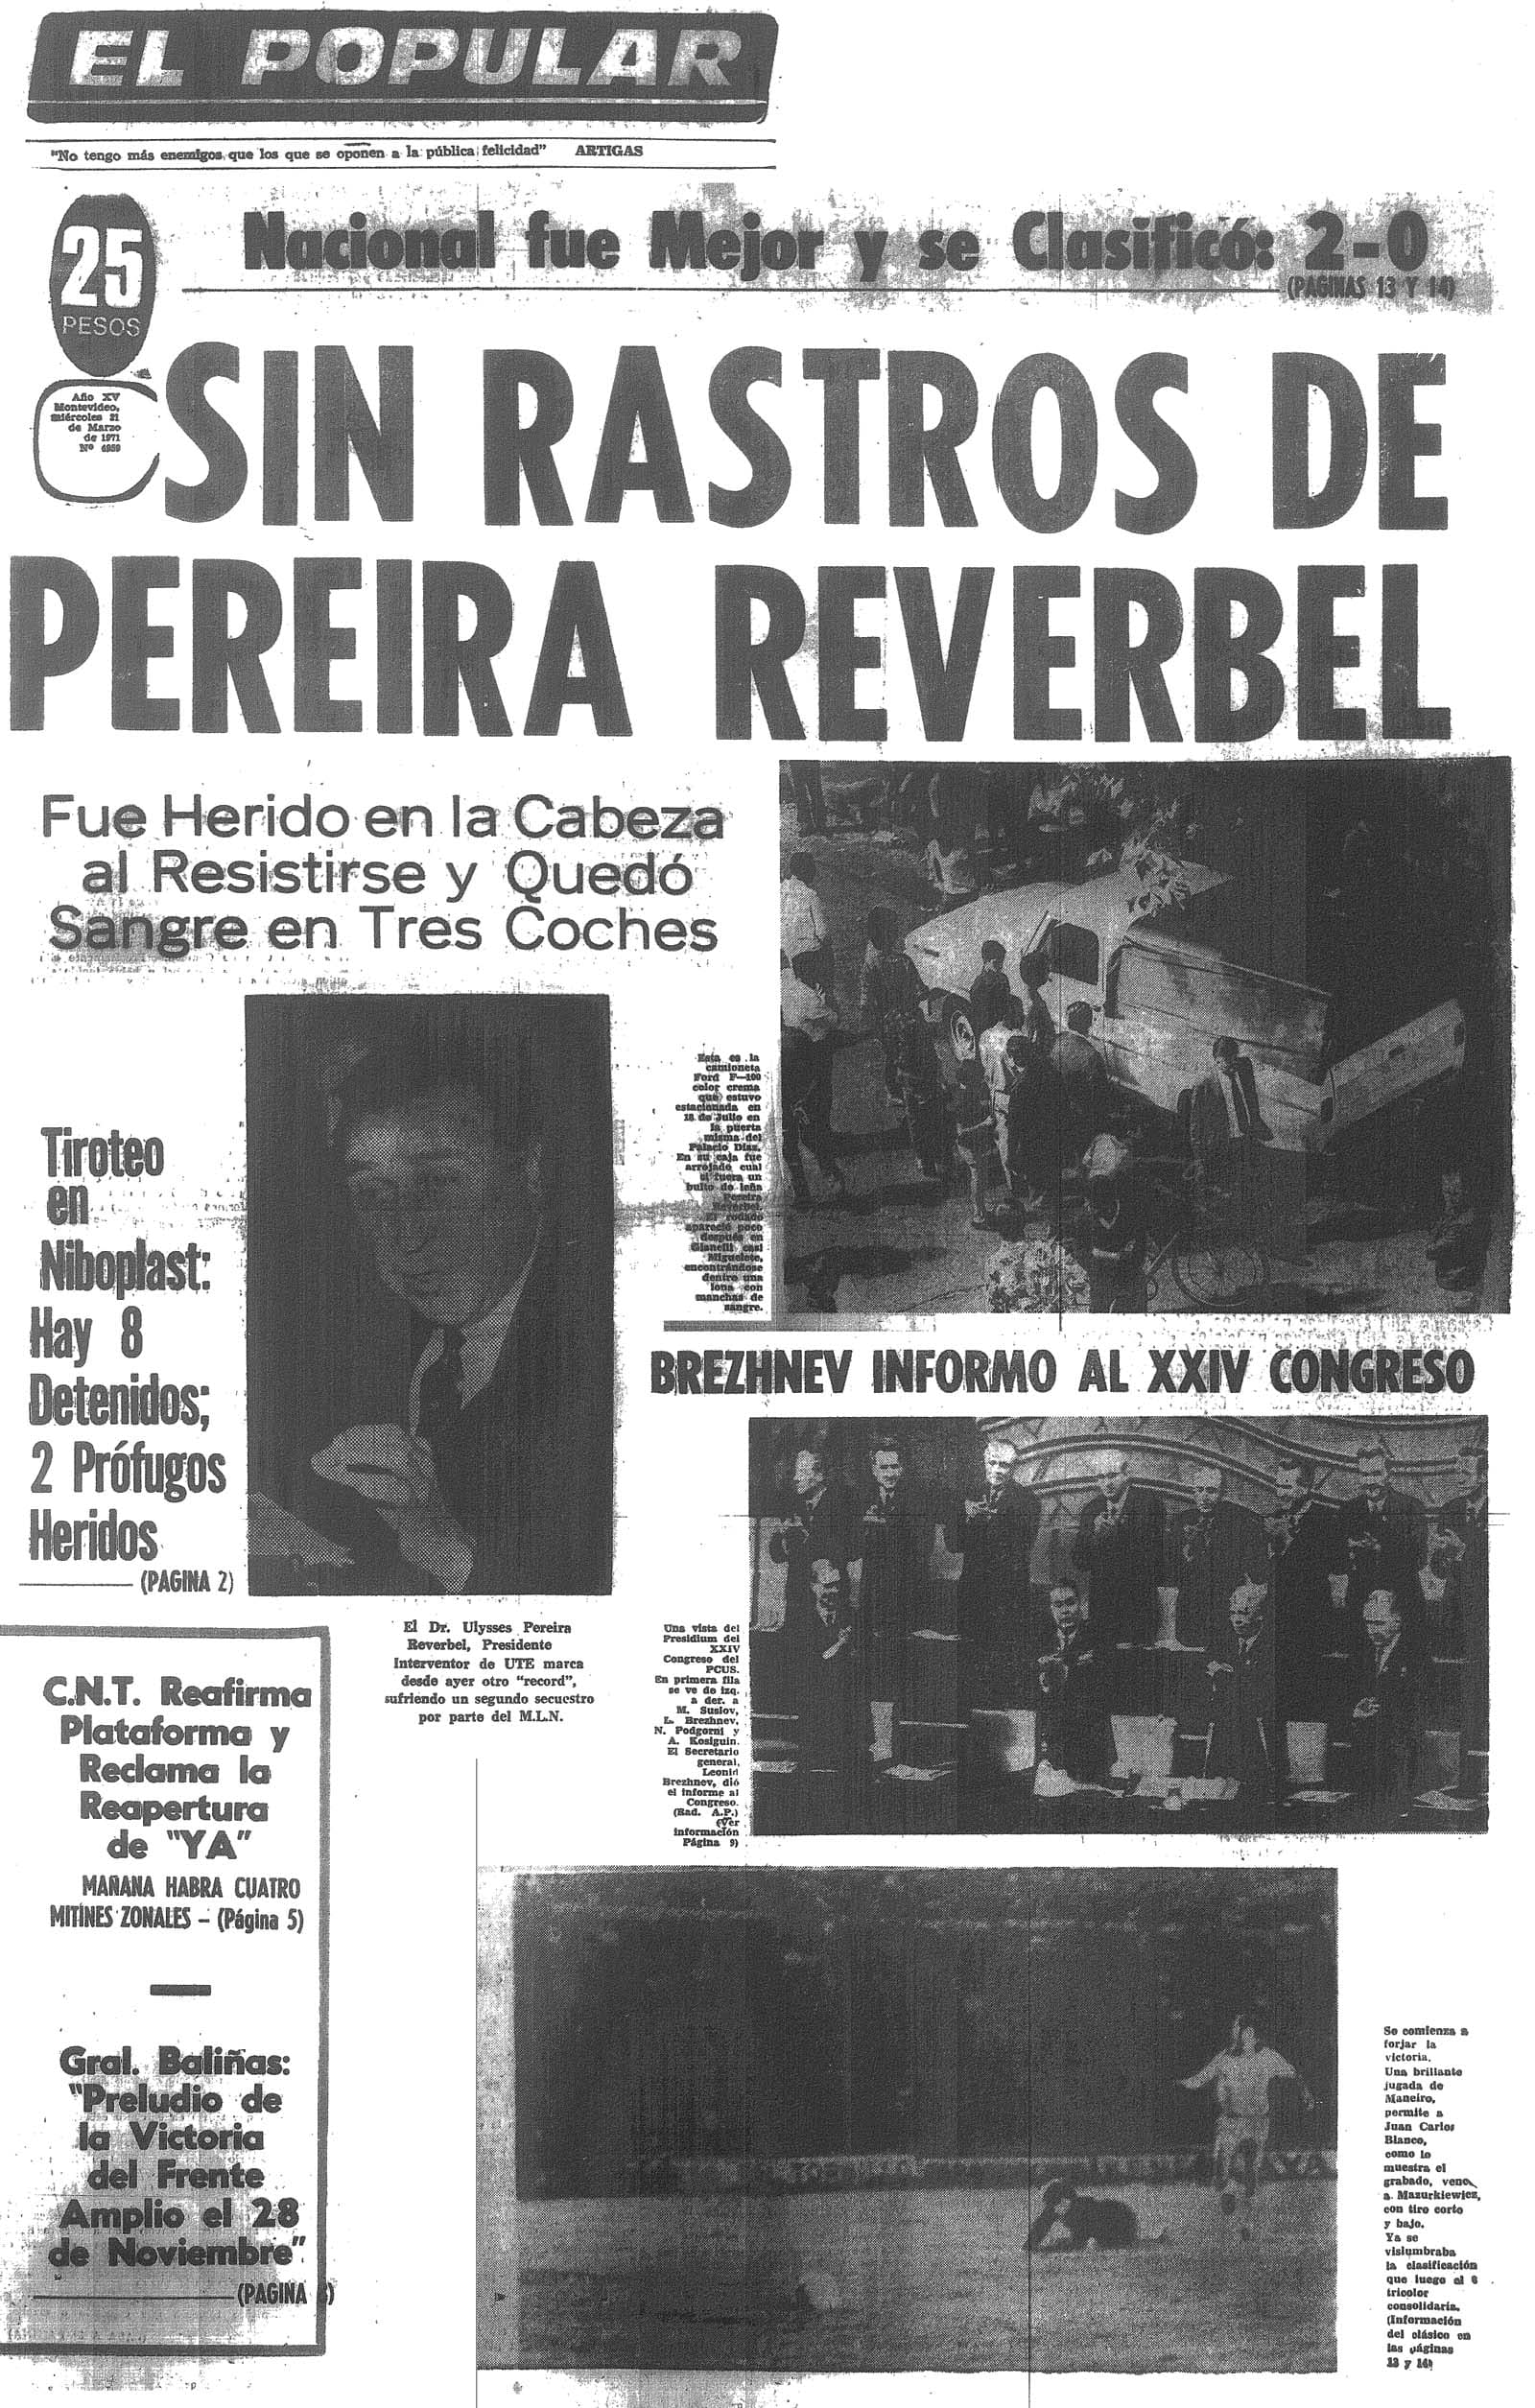 EL POPULAR
"No tengo más enemigos que los que se oponen a la pública felicidad" ARTIGAS
25
PESOS
Nacional fue Mejor y se Clasificó: 2-0
(PAGINAS 13 Y 14)
Año XV
Montevideo,
miércoles 31
de Marzo
de 1971
Nº
SIN RASTROS DE
PEREIRA REVERBEL
Fue Herido en la Cabeza
al Resistirse y Quedó
Sangre en Tres Coches
Tiroteo
en
Niboplast:
Hay 8
Detenidos;
2 Prófugos
Heridos
(PAGINA 2)
El Dr. Ulysses Pereira
Reverbel, Presidente
Interventor de UTE marca
desde ayer otro "record",
sufriendo un segundo secuestro
por parte del M.L.N.
Esta es la
camioneta
Ford F-100
color crema
que estuvo
estacionada en
18 de Julio en
la puerta
misma del
Palacio Díaz.
En su caja fue
arrojado cual
si fuera un
bulto de leña
Pereira
Reverbel.
El rodado
apareció poco
después en
Gianelli casi
Miguelete,
encontrándose
dentro una
lona con
manchas de
sangre.
BREZHNEV INFORMO AL XXIV CONGRESO
Una vista del
Presidium del
XXIV
Congreso del
PCUS.
En primera fila
se ve de izq.
a der. a
M. Suslov,
L. Brezhnev,
N. Podgorni y
A. Kosiguin.
El Secretario
general,
Leonid
Brezhnev, dió
el informe al
Congreso.
(Rad. A.P.)
(Ver
información
Página 9)
C.N.T. Reafirma
Plataforma y
Reclama la
Reapertura
de "YA"
MAÑANA HABRA CUATRO
MITINES ZONALES - (Página 5)
Gral. Baliñas:
"Preludio de
la Victoria
del Frente
Amplio el 28
de Noviembre"
(PAGINA
Se comienza a
forjar la
victoria.
Una brillante
jugada de
Maneiro,
permite a
Juan Carlos
Blanco,
como lo
muestra el
grabado, vence
a Mazurkiewicz,
con tiro corto
y bajo.
Ya se
vislumbraba
la clasificación
que luego el
tricolor
consolidaría.
(Información
del clásico en
las páginas
13 y 14)